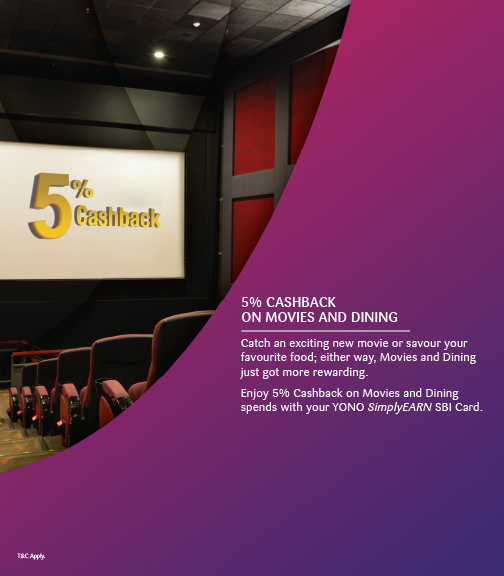 5%
Cashback
5% CASHBACK
ON MOVIES AND DINING
Catch an exciting new movie or savour your
favourite food; either way, Movies and Dining
just got more rewarding.
Enjoy 5% Cashback on Movies and Dining
spends with your YONO SimplyEARN SBI Card.
T&C Apply.